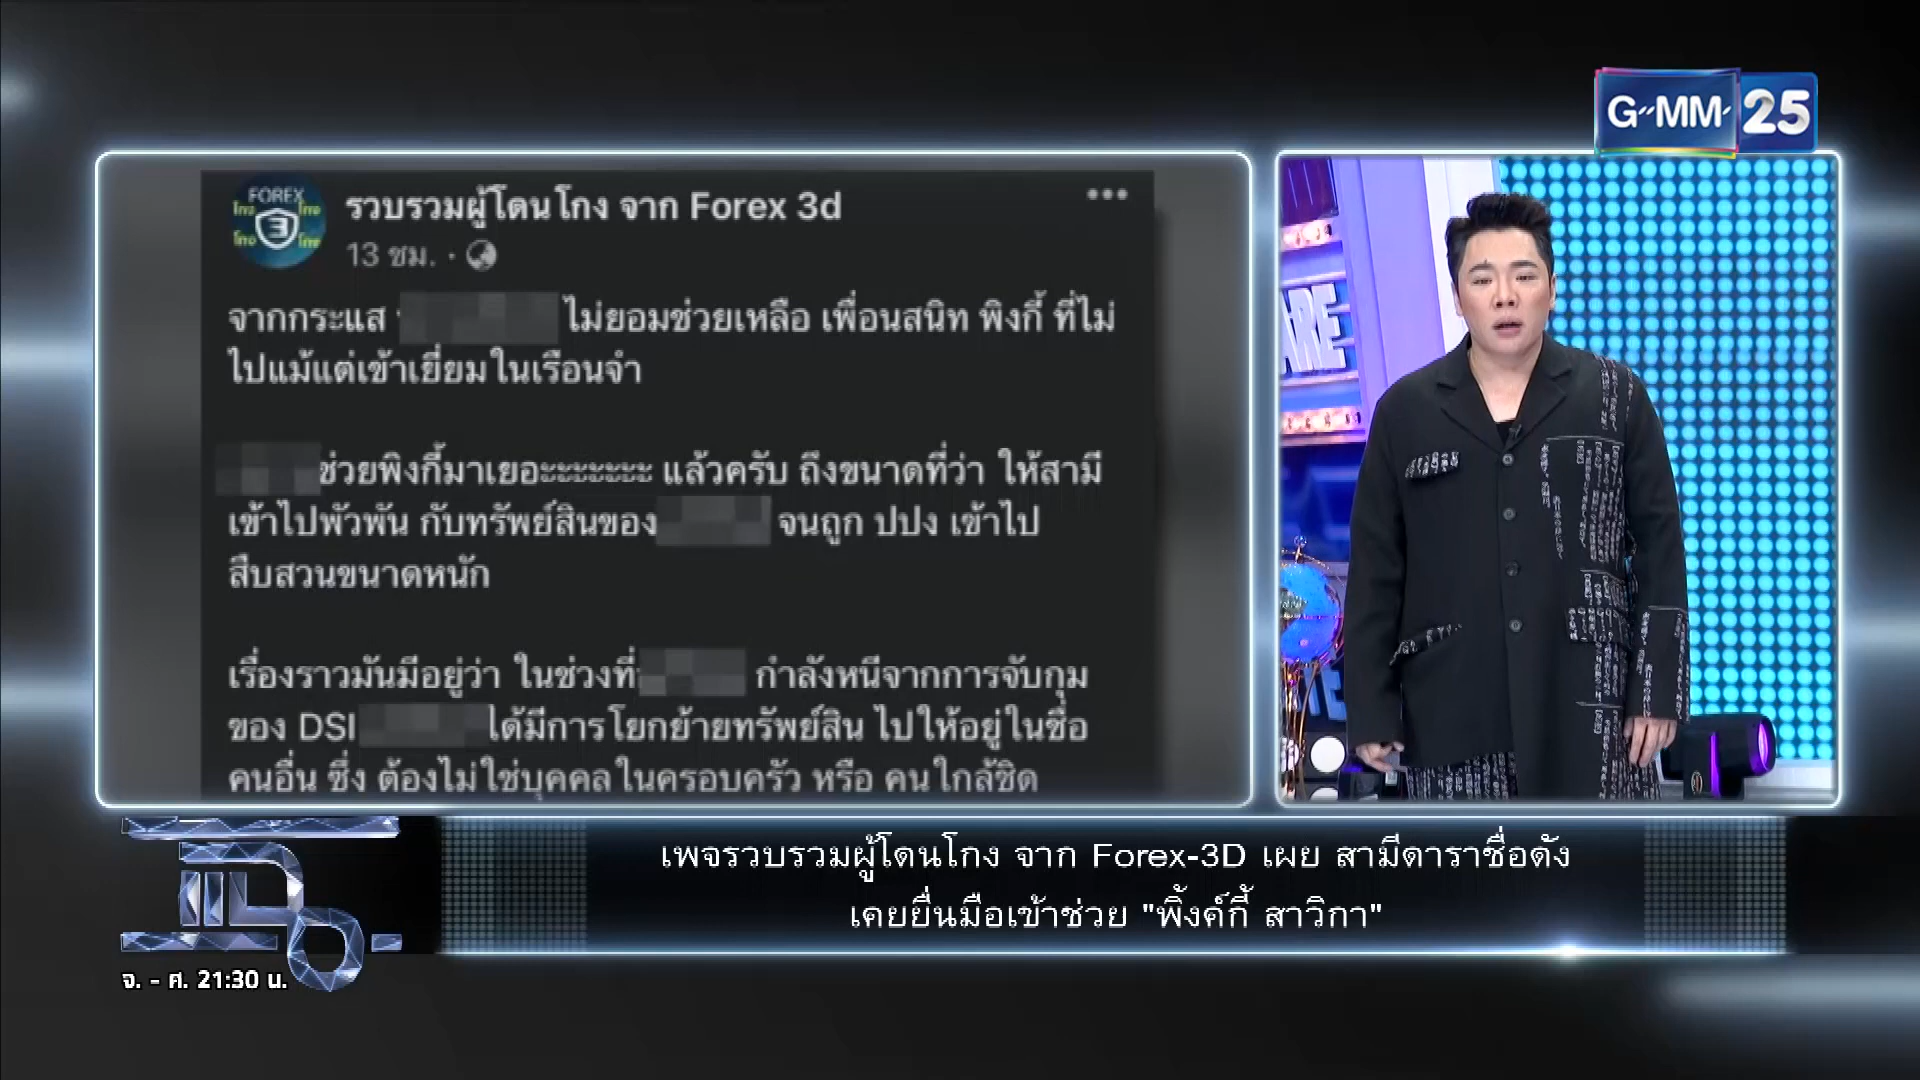 G-MM 25
FOREX
3
โกง โกง
โกง โกง
รวบรวมผู้โดนโกง จาก Forex 3d
13 ชม. ·
จากกระแส ไม่ยอมช่วยเหลือ เพื่อนสนิท พิงกี้ ที่ไม่
ไปแม้แต่เข้าเยี่ยมในเรือนจำ
ช่วยพิงกี้มาเยอะะะะะะะ แล้วครับ ถึงขนาดที่ว่า ให้สามี
เข้าไปพัวพัน กับทรัพย์สินของ จนถูก ปปง เข้าไป
สืบสวนขนาดหนัก
เรื่องราวมันมีอยู่ว่า ในช่วงที่ กำลังหนีจากการจับกุม
ของ DSI ได้มีการโยกย้ายทรัพย์สิน ไปให้อยู่ในชื่อ
คนอื่น ซึ่ง ต้องไม่ใช่บุคคลในครอบครัว หรือ คนใกล้ชิด
เพจรวบรวมผู้โดนโกง จาก Forex-3D เผย สามีดาราชื่อดัง
เคยยื่นมือเข้าช่วย "พิ้งค์กี้ สาวิกา"
แฉ
จ. - ศ. 21:30 น.